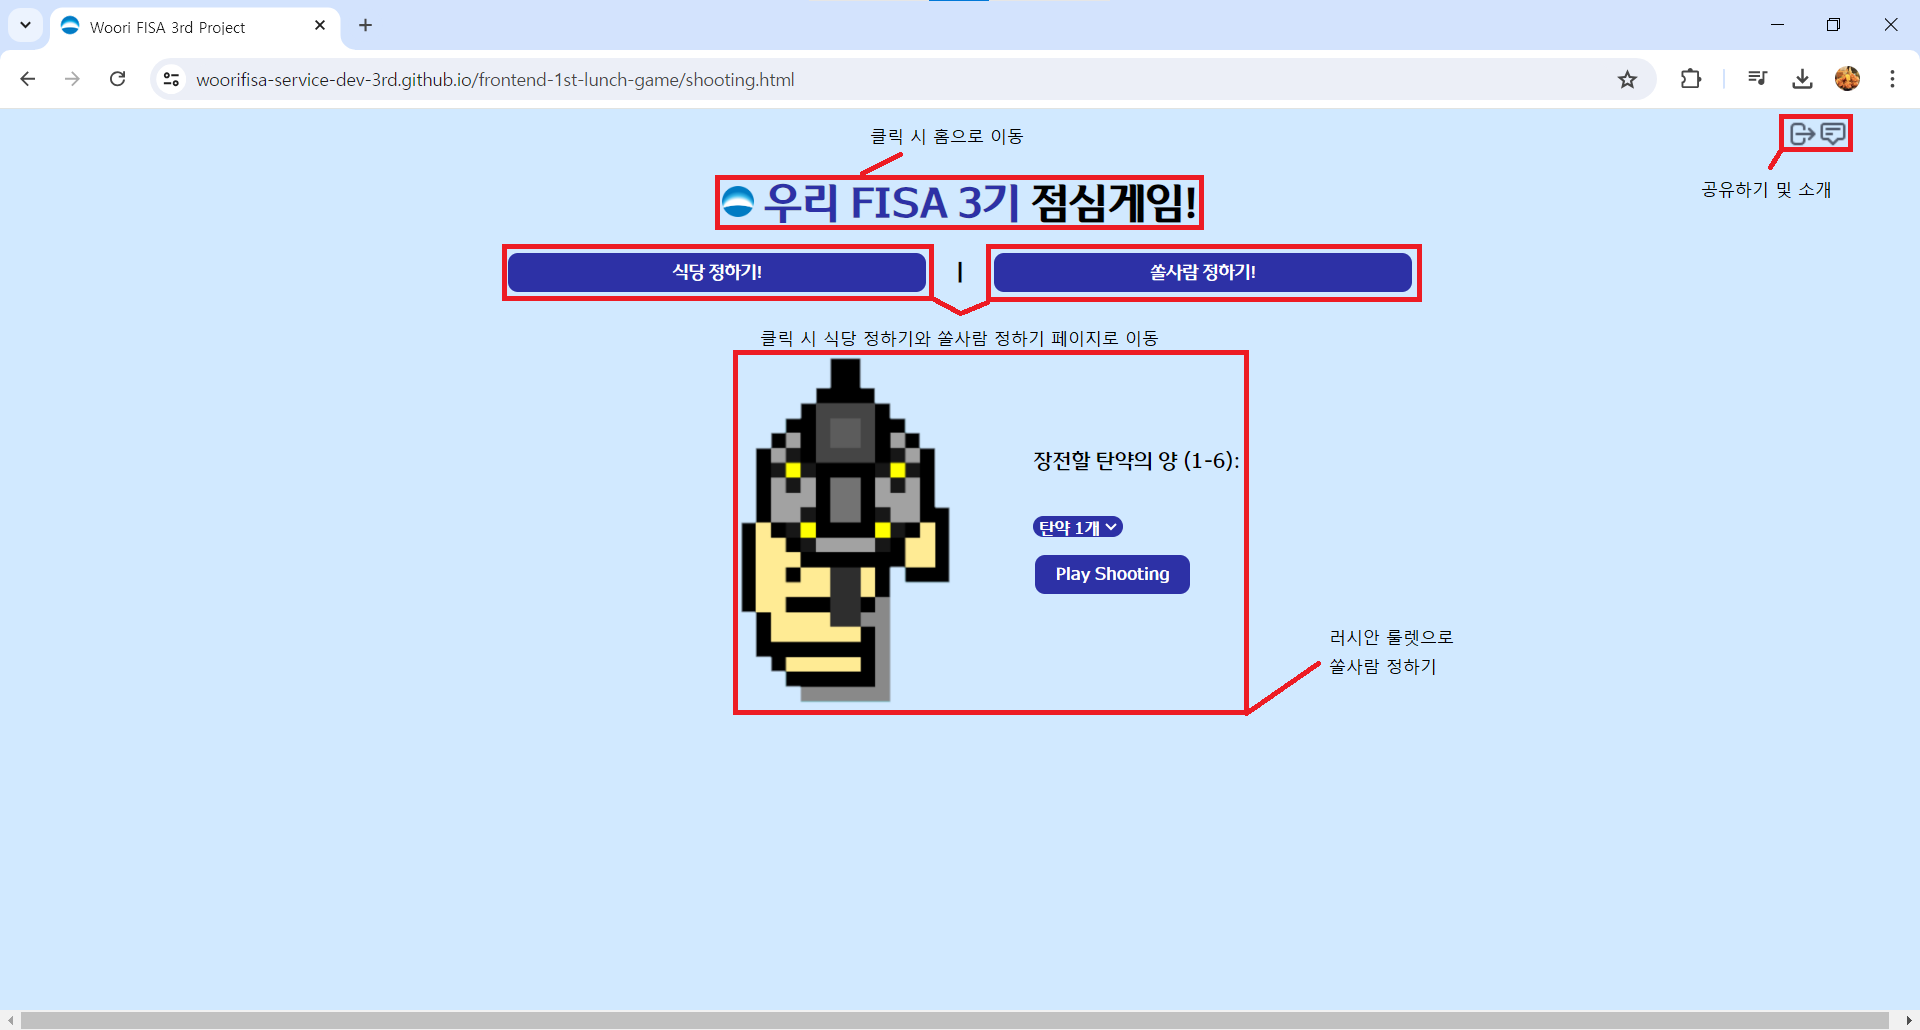 Woori FISA 3rd Project
woorifisa-service-dev-3rd.github.io/frontend-1st-lunch-game/shooting.html
클릭 시 홈으로 이동
우리 FISA 3기 점심게임!
공유하기 및 소개
식당 정하기! | 쏠사람 정하기!
클릭 시 식당 정하기와 쏠사람 정하기 페이지로 이동
장전할 탄약의 양 (1-6):
탄약 1개
Play Shooting
러시안 룰렛으로
쏠사람 정하기